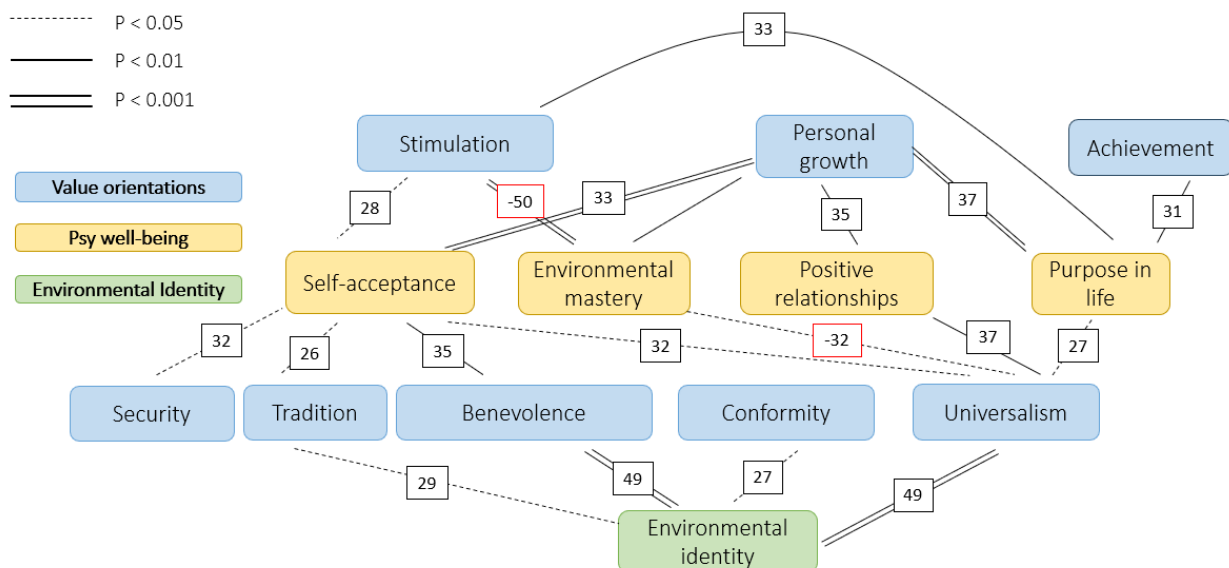 P < 0.05
33
P < 0.01
P < 0.001
Stimulation
Personal
growth
Achievement
Value orientations
28
-50
33
35
37
31
Psy well-being
Environmental Identity
Self-acceptance
Environmental
mastery
Positive
relationships
Purpose in
life
32
26
35
32
-32
37
27
Security
Tradition
Benevolence
Conformity
Universalism
29
49
27
49
Environmental
identity